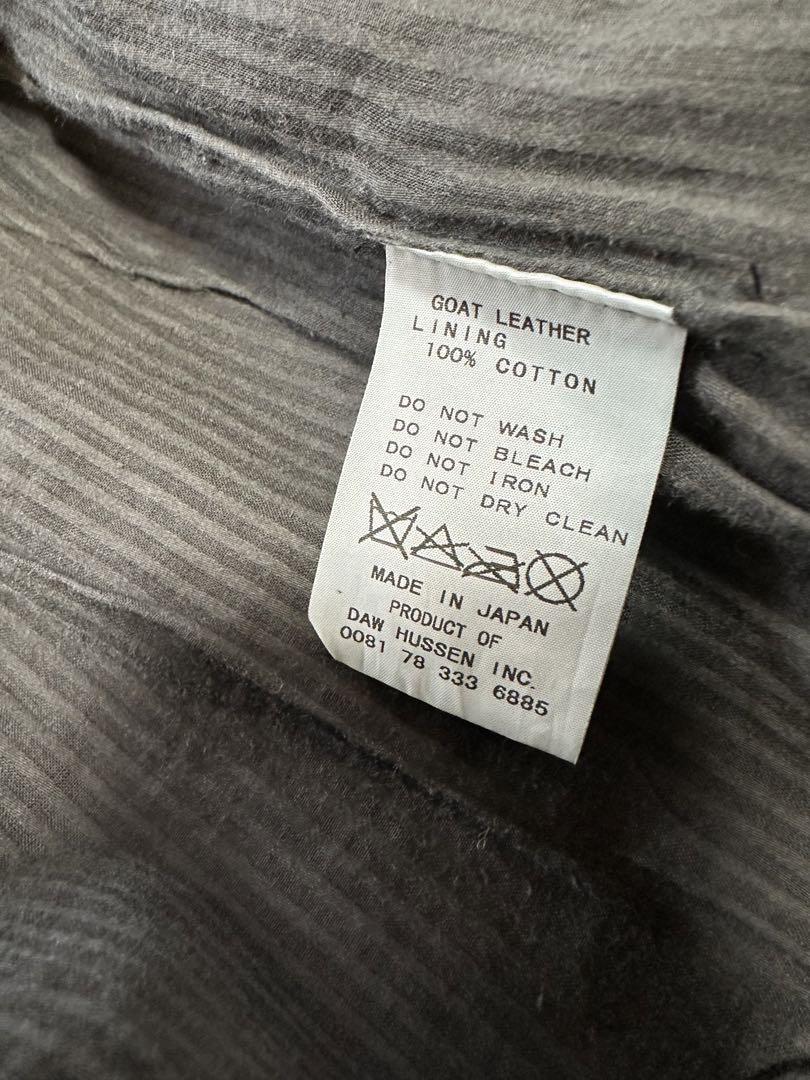 GOAT LEATHER
LINING
100% COTTON
DO NOT WASH
DO NOT BLEACH
DO NOT IRON
DO NOT DRY CLEAN
MADE IN JAPAN
PRODUCT OF
DAW HUSSEN INC.
0081 78 333 6885